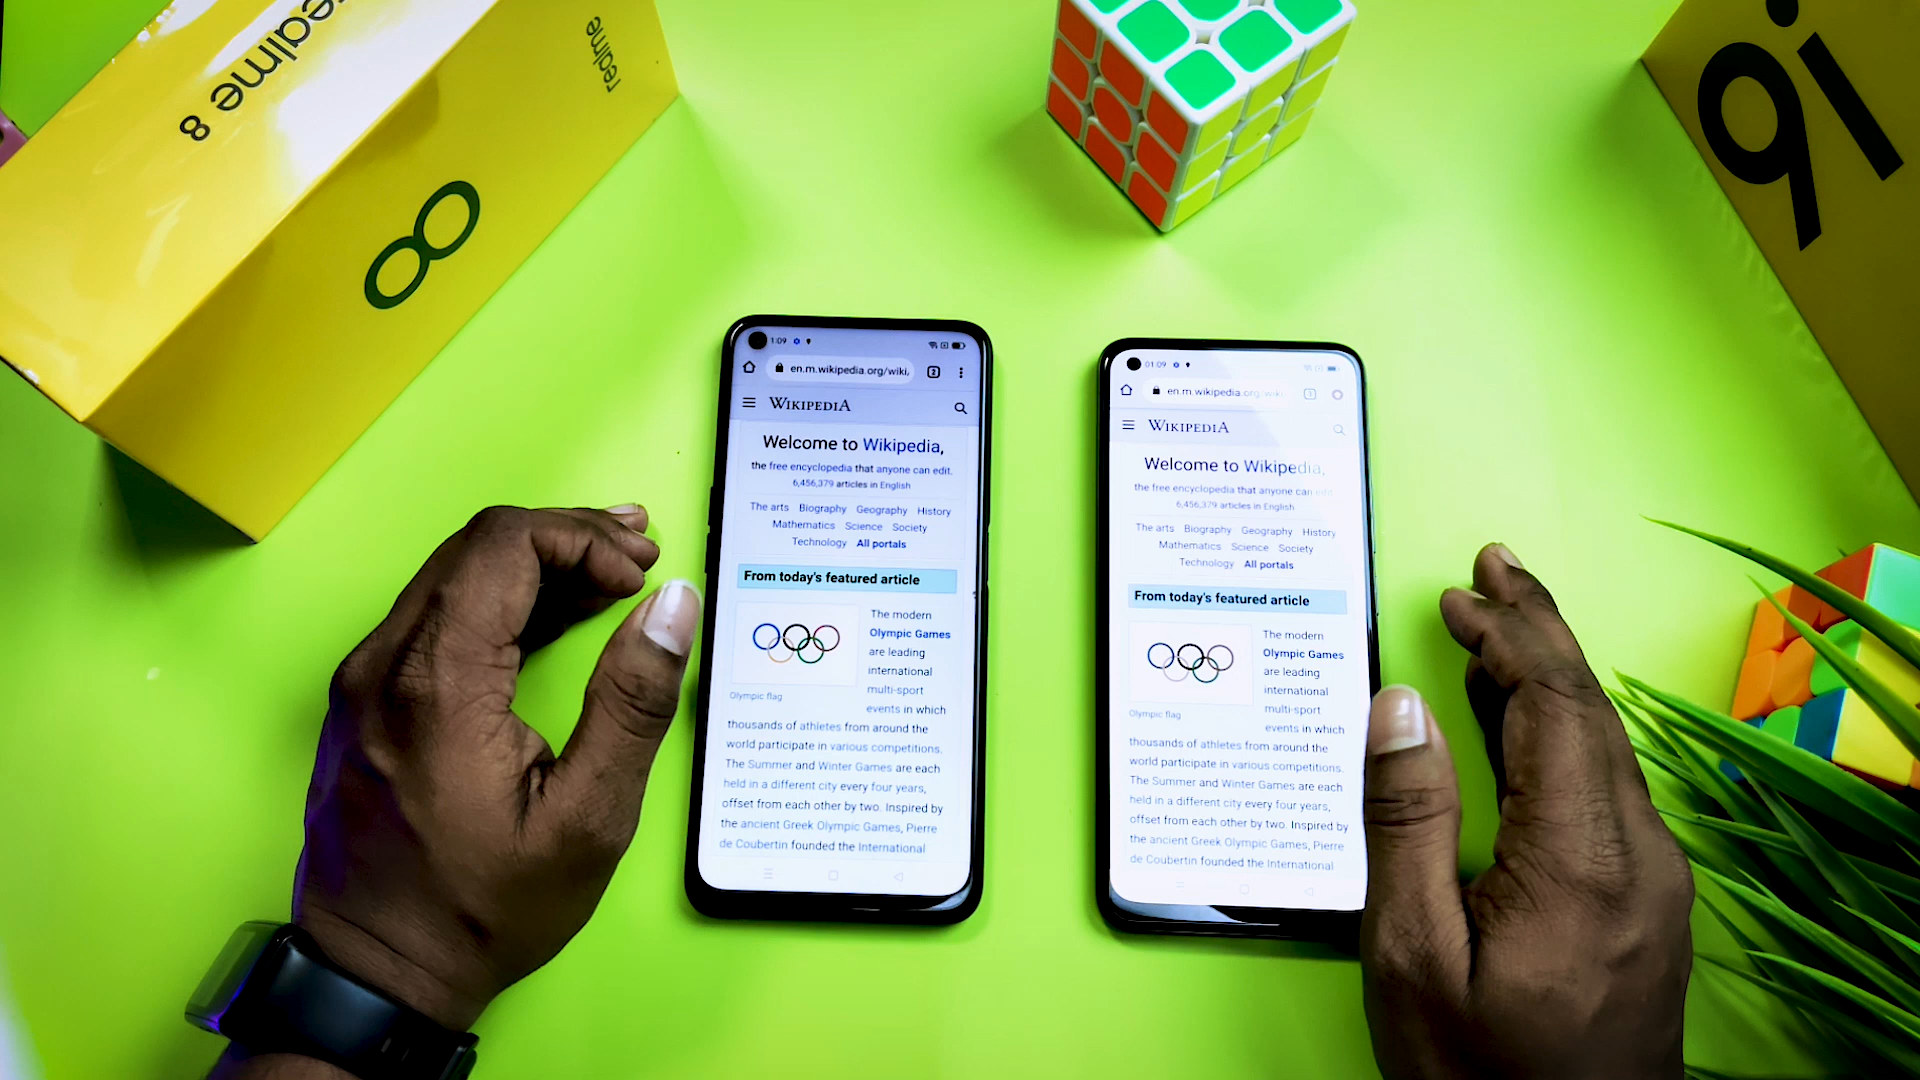 realme 8
realme
8
9i
1:09
en.m.wikipedia.org/wiki/
2
WIKIPEDIA
Welcome to Wikipedia,
the free encyclopedia that anyone can edit.
6,456,379 articles in English
The arts Biography Geography History
Mathematics Science Society
Technology All portals
From today's featured article
The modern
Olympic Games
are leading
international
multi-sport
events in which
Olympic flag
thousands of athletes from around the
world participate in various competitions.
The Summer and Winter Games are each
held in a different city every four years,
offset from each other by two. Inspired by
the ancient Greek Olympic Games, Pierre
de Coubertin founded the International
01:09
en.m.wikipedia.org/wiki
WIKIPEDIA
Welcome to Wikipedia,
the free encyclopedia that anyone can edit.
6,456,379 articles in English
The arts Biography Geography History
Mathematics Science Society
Technology All portals
From today's featured article
The modern
Olympic Games
are leading
international
multi-sport
events in which
Olympic flag
thousands of athletes from around the
world participate in various competitions.
The Summer and Winter Games are each
held in a different city every four years,
offset from each other by two. Inspired by
the ancient Greek Olympic Games, Pierre
de Coubertin founded the International